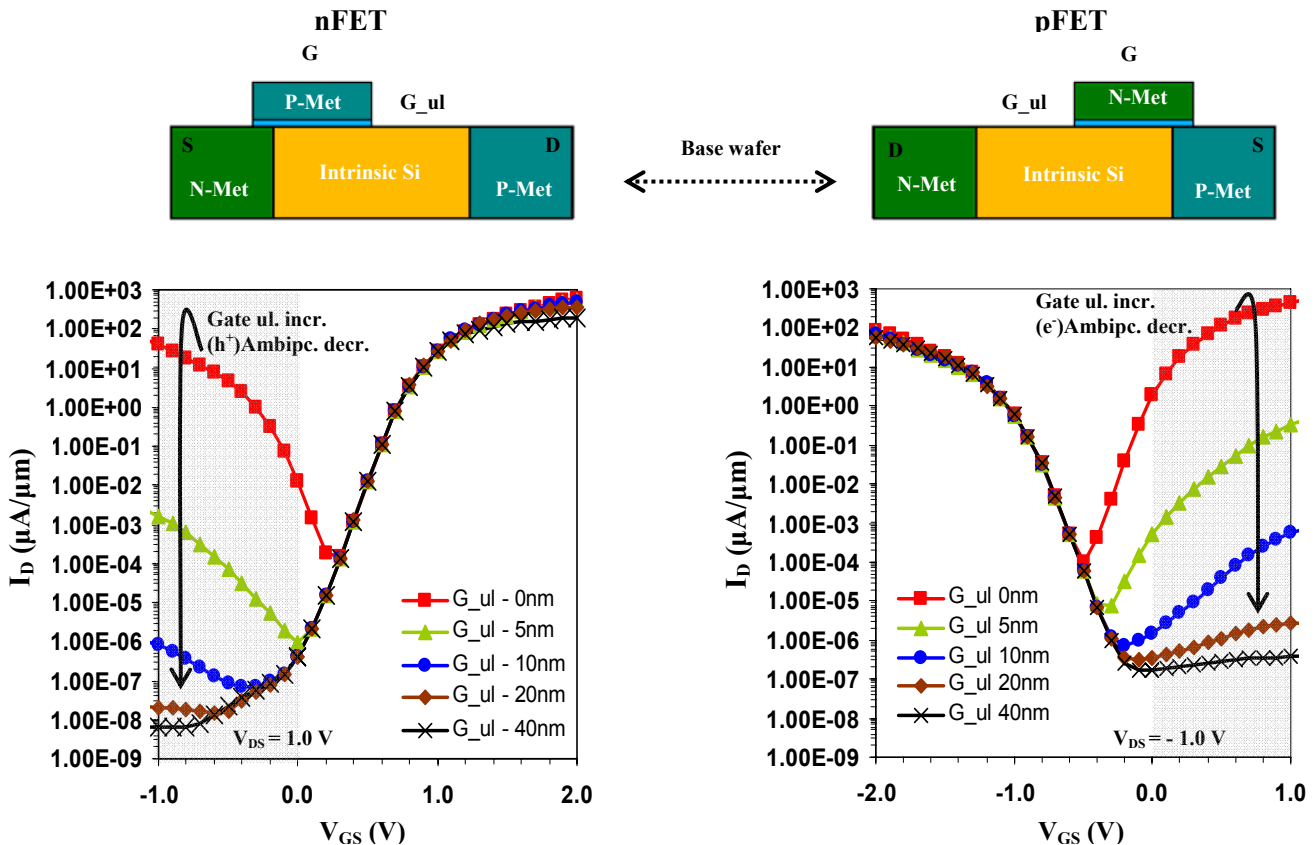 nFET
pFET
G
G
P-Met
G_ul
G_ul
N-Met
S
D
N-Met
Intrinsic Si
P-Met
Base wafer
D
S
N-Met
Intrinsic Si
P-Met
1.00E+03
1.00E+02
1.00E+01
1.00E+00
1.00E-01
1.00E-02
1.00E-03
1.00E-04
1.00E-05
1.00E-06
1.00E-07
1.00E-08
1.00E-09
I_D (µA/µm)
Gate ul. incr.
(h⁺)Ambipc. decr.
G_ul - 0nm
G_ul - 5nm
G_ul - 10nm
G_ul - 20nm
G_ul - 40nm
V_DS = 1.0 V
-1.0
0.0
1.0
2.0
V_GS (V)
1.00E+03
1.00E+02
1.00E+01
1.00E+00
1.00E-01
1.00E-02
1.00E-03
1.00E-04
1.00E-05
1.00E-06
1.00E-07
1.00E-08
1.00E-09
I_D (µA/µm)
Gate ul. incr.
(e⁻)Ambipc. decr.
G_ul 0nm
G_ul 5nm
G_ul 10nm
G_ul 20nm
G_ul 40nm
V_DS = - 1.0 V
-2.0
-1.0
0.0
1.0
V_GS (V)